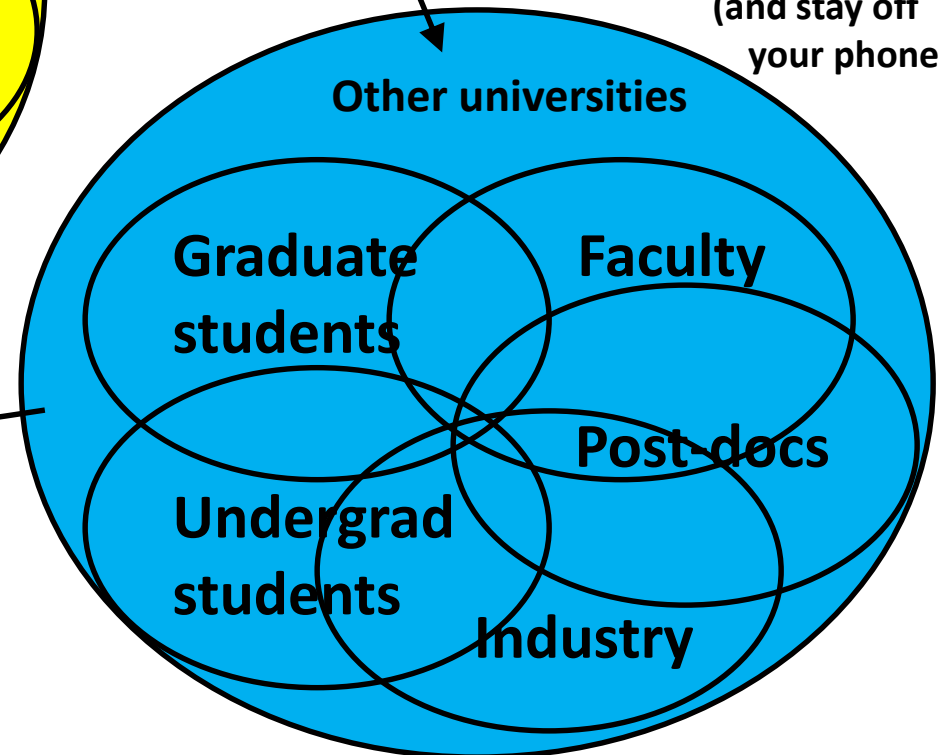 (and stay off
your phone
Other universities
Graduate
students
Faculty
Post-docs
Undergrad
students
Industry